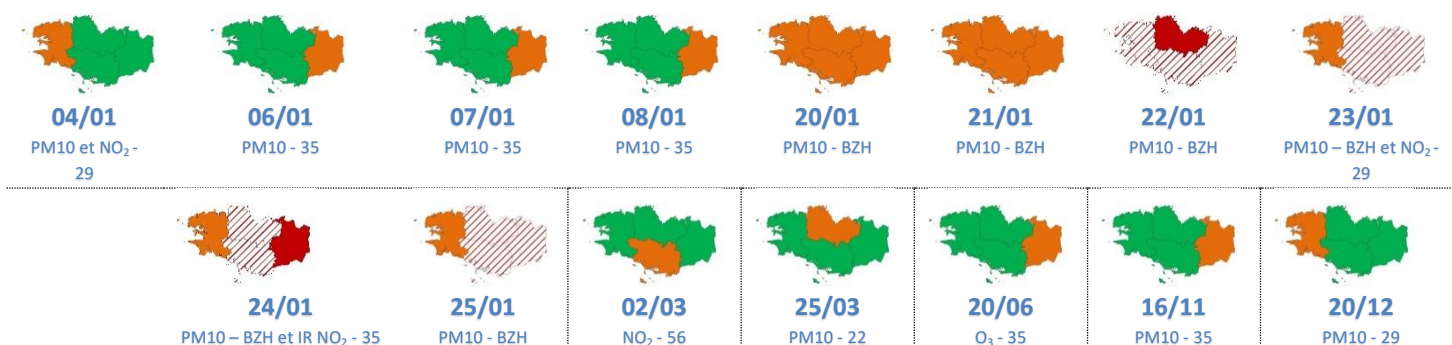 04/01
PM10 et NO₂ -
29
06/01
PM10 - 35
07/01
PM10 - 35
08/01
PM10 - 35
20/01
PM10 - BZH
21/01
PM10 - BZH
22/01
PM10 - BZH
23/01
PM10 – BZH et NO₂ -
29
24/01
PM10 – BZH et IR NO₂ - 35
25/01
PM10 - BZH
02/03
NO₂ - 56
25/03
PM10 - 22
20/06
O₃ - 35
16/11
PM10 - 35
20/12
PM10 - 29